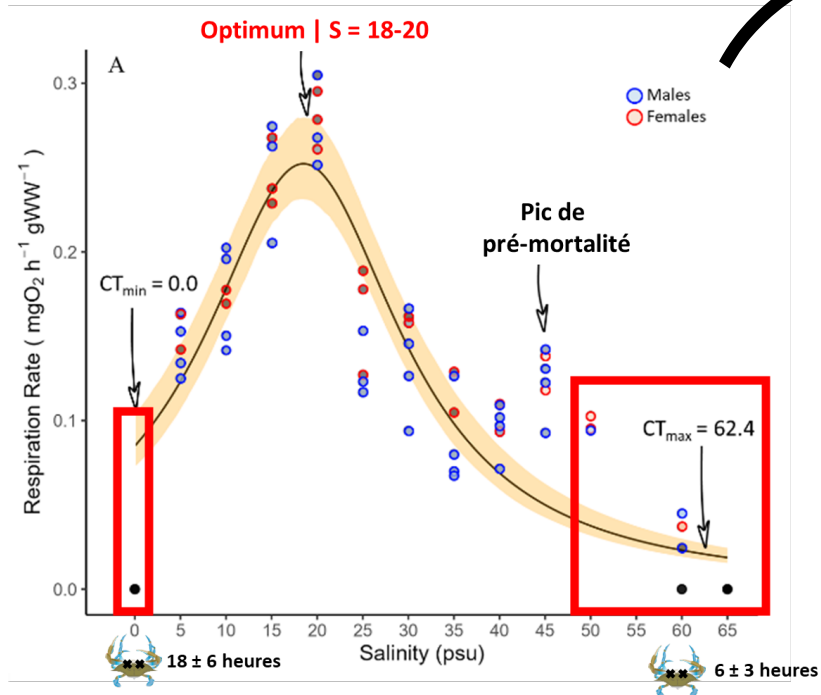 Optimum | S = 18-20
A
Males
Females
Pic de
pré-mortalité
CTmin = 0.0
CTmax = 62.4
Respiration Rate ( mgO2 h−1 gWW−1 )
0.3
0.2
0.1
0.0
0 5 10 15 20 25 30 35 40 45 50 55 60 65
Salinity (psu)
18 ± 6 heures
6 ± 3 heures